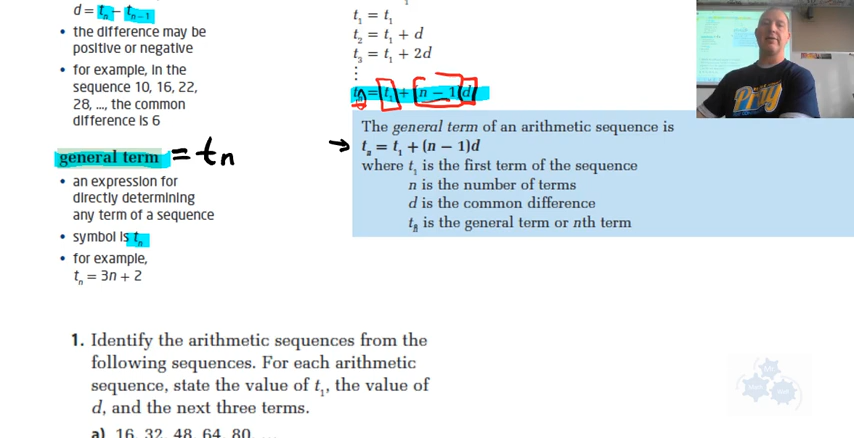 d = tₙ − tₙ₋₁
• the difference may be
positive or negative
• for example, in the
sequence 10, 16, 22,
28, ..., the common
difference is 6
general term = tn
• an expression for
directly determining
any term of a sequence
• symbol is tₙ
• for example,
tₙ = 3n + 2
t₁ = t₁
t₂ = t₁ + d
t₃ = t₁ + 2d
⋮
tₙ = t₁ + (n − 1)d
The general term of an arithmetic sequence is
→ tₙ = t₁ + (n − 1)d
where t₁ is the first term of the sequence
n is the number of terms
d is the common difference
tₙ is the general term or nth term
1. Identify the arithmetic sequences from the
following sequences. For each arithmetic
sequence, state the value of t₁, the value of
d, and the next three terms.
a) 16, 32, 48, 64, 80, ...